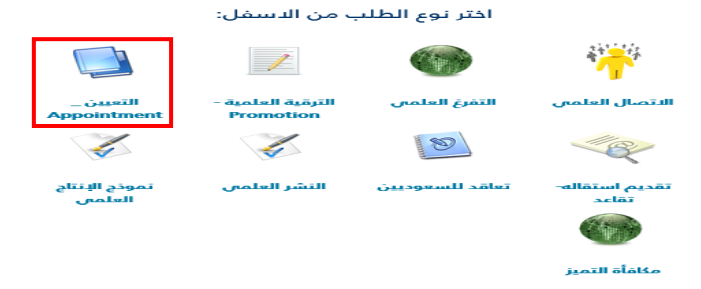 اختر نوع الطلب من الاسفل:
الاتصال العلمي
التفرغ العلمي
الترقية العلمية -
Promotion
التعيين _
Appointment
تقديم استقاله-
تقاعد
تعاقد للسعوديين
النشر العلمي
نموذج الإنتاج
العلمي
مكافأة التميز